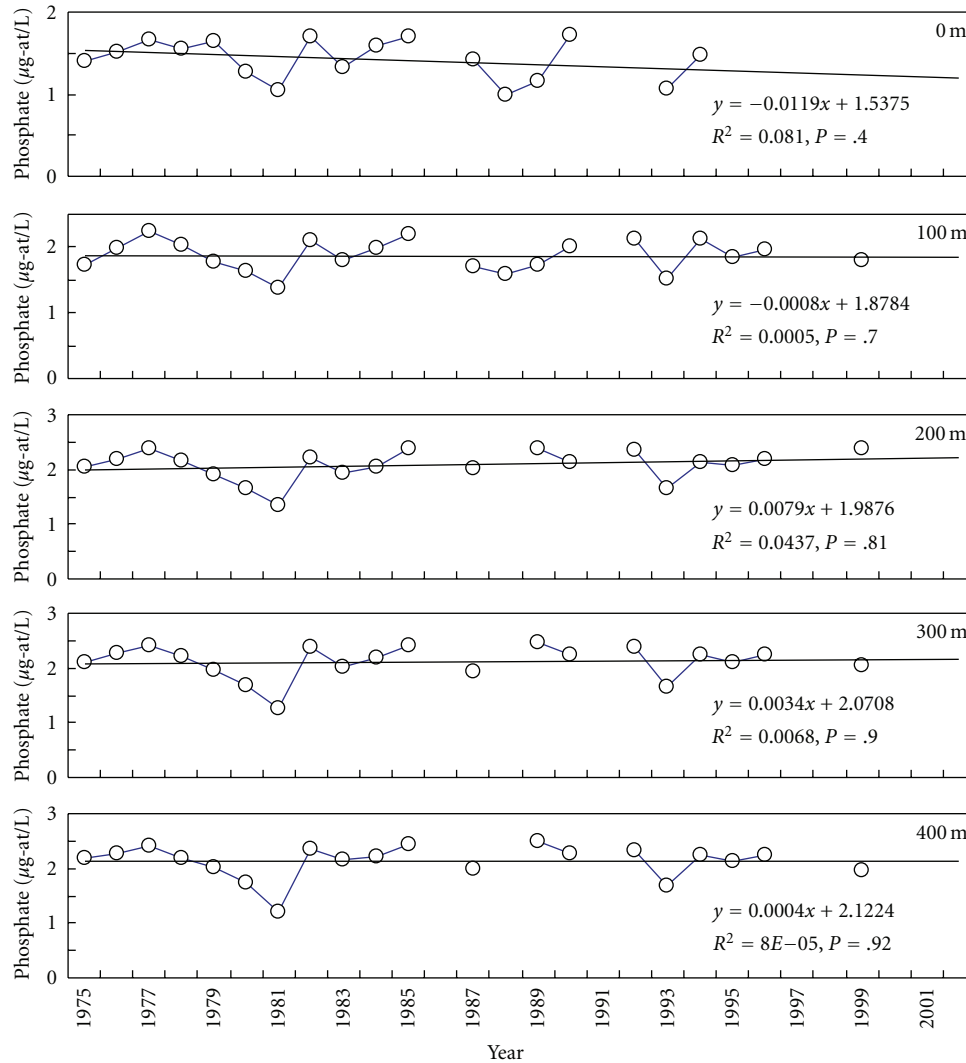 Phosphate (μg-at/L)
2
1
0
0 m
y = −0.0119x + 1.5375
R² = 0.081, P = .4
Phosphate (μg-at/L)
2
1
0
100 m
y = −0.0008x + 1.8784
R² = 0.0005, P = .7
Phosphate (μg-at/L)
3
2
1
0
200 m
y = 0.0079x + 1.9876
R² = 0.0437, P = .81
Phosphate (μg-at/L)
3
2
1
0
300 m
y = 0.0034x + 2.0708
R² = 0.0068, P = .9
Phosphate (μg-at/L)
3
2
1
0
400 m
y = 0.0004x + 2.1224
R² = 8E−05, P = .92
1975
1977
1979
1981
1983
1985
1987
1989
1991
1993
1995
1997
1999
2001
Year